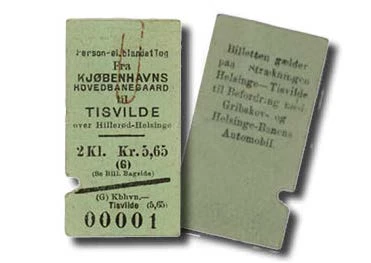 Person-el.blandet Tog
Fra
KJØBENHAVNS
HOVEDBANEGAARD
til
TISVILDE
over Hillerød-Helsinge
2 Kl. Kr. 5,65
(G)
(Se Bill. Bagside)
(G) Kbhvn.—
Tisvilde (5,65)
00001
Billetten gælder
paa Strækningen
Helsinge—Tisvilde
til Befordring med
Gribskov- og
Helsinge-Banens
Automobil.